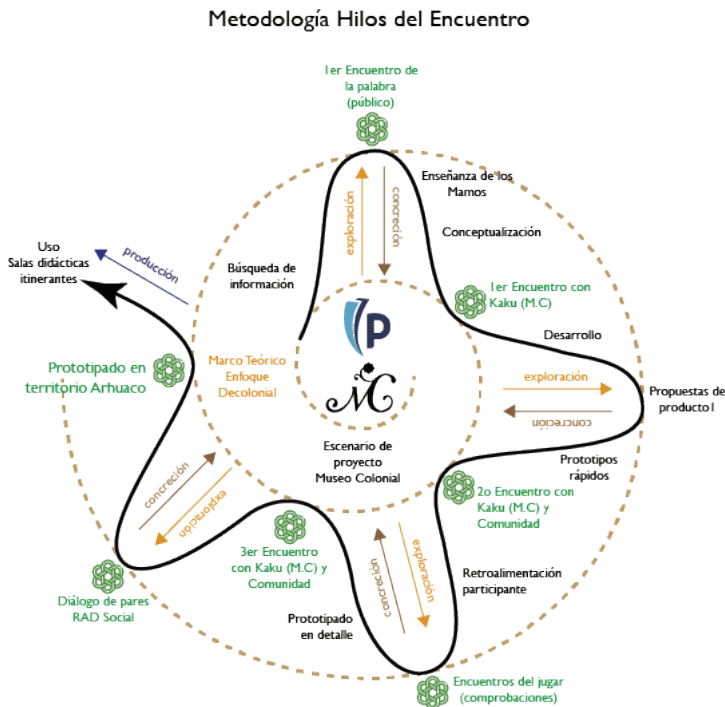 Metodología Hilos del Encuentro
1er Encuentro de
la palabra
(público)
Enseñanza de los
Mamos
exploración
concreción
Conceptualización
Búsqueda de
información
1er Encuentro con
Kaku (M.C)
Desarrollo
exploración
concreción
Propuestas de
producto1
Prototipos
rápidos
2o Encuentro con
Kaku (M.C) y
Comunidad
Retroalimentación
participante
exploración
concreción
Encuentros del jugar
(comprobaciones)
Prototipado
en detalle
3er Encuentro
con Kaku (M.C) y
Comunidad
concreción
exploración
Diálogo de pares
RAD Social
Prototipado en
territorio Arhuaco
producción
Uso
Salas didácticas
itinerantes
Marco Teórico
Enfoque
Decolonial
P
MC
Escenario de
proyecto
Museo Colonial